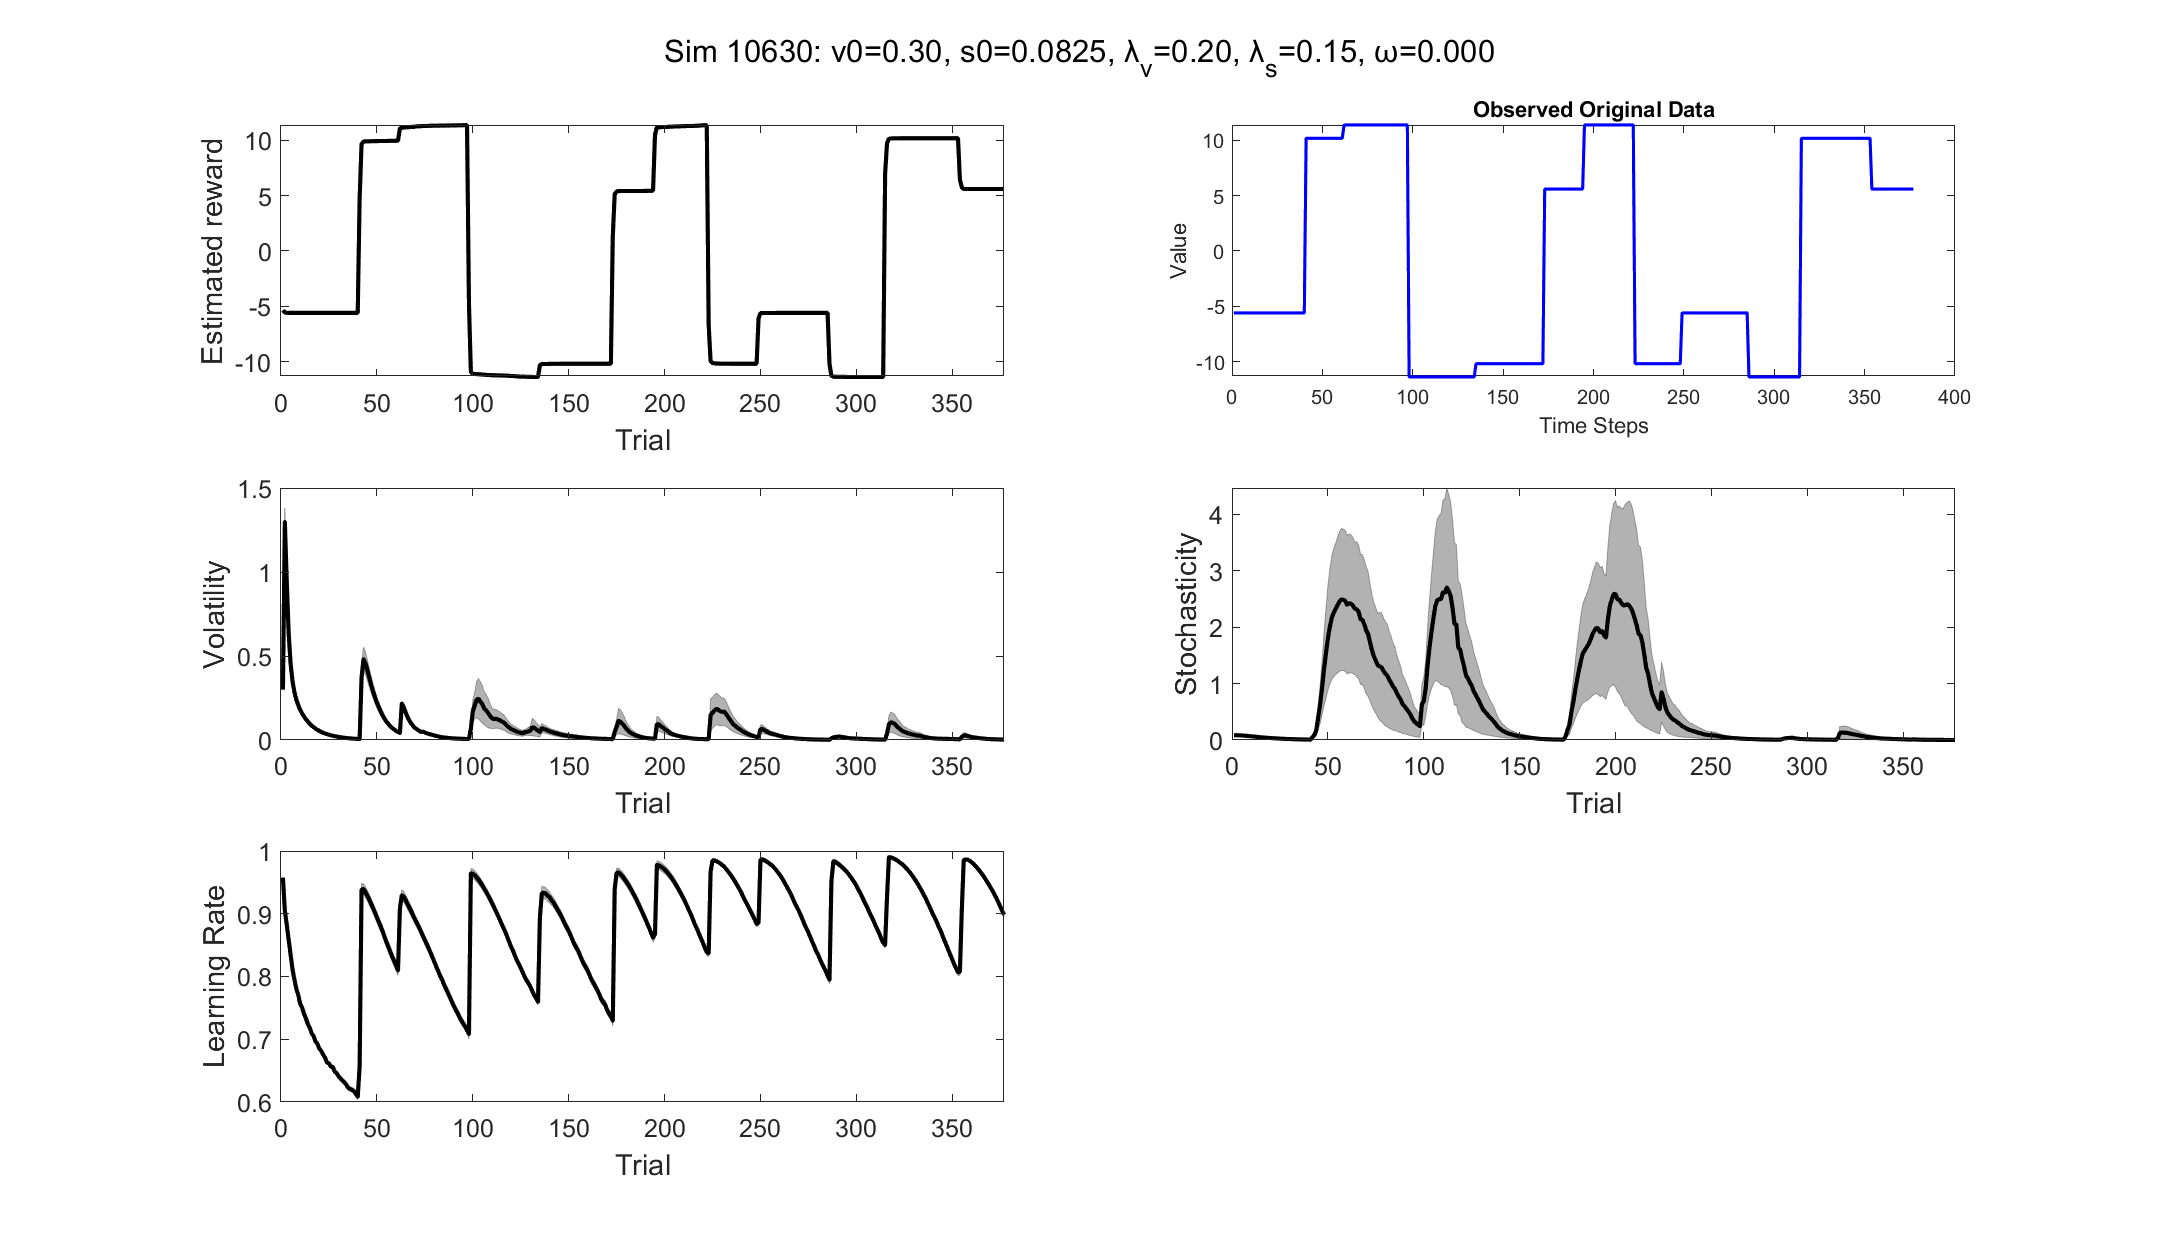 Sim 10630: v0=0.30, s0=0.0825, λ_v=0.20, λ_s=0.15, ω=0.000
Estimated reward
10
5
0
-5
-10
0 50 100 150 200 250 300 350
Trial
Observed Original Data
Value
10
5
0
-5
-10
0 50 100 150 200 250 300 350 400
Time Steps
Volatility
1.5
1
0.5
0
0 50 100 150 200 250 300 350
Trial
Stochasticity
4
3
2
1
0
0 50 100 150 200 250 300 350
Trial
Learning Rate
1
0.9
0.8
0.7
0.6
0 50 100 150 200 250 300 350
Trial